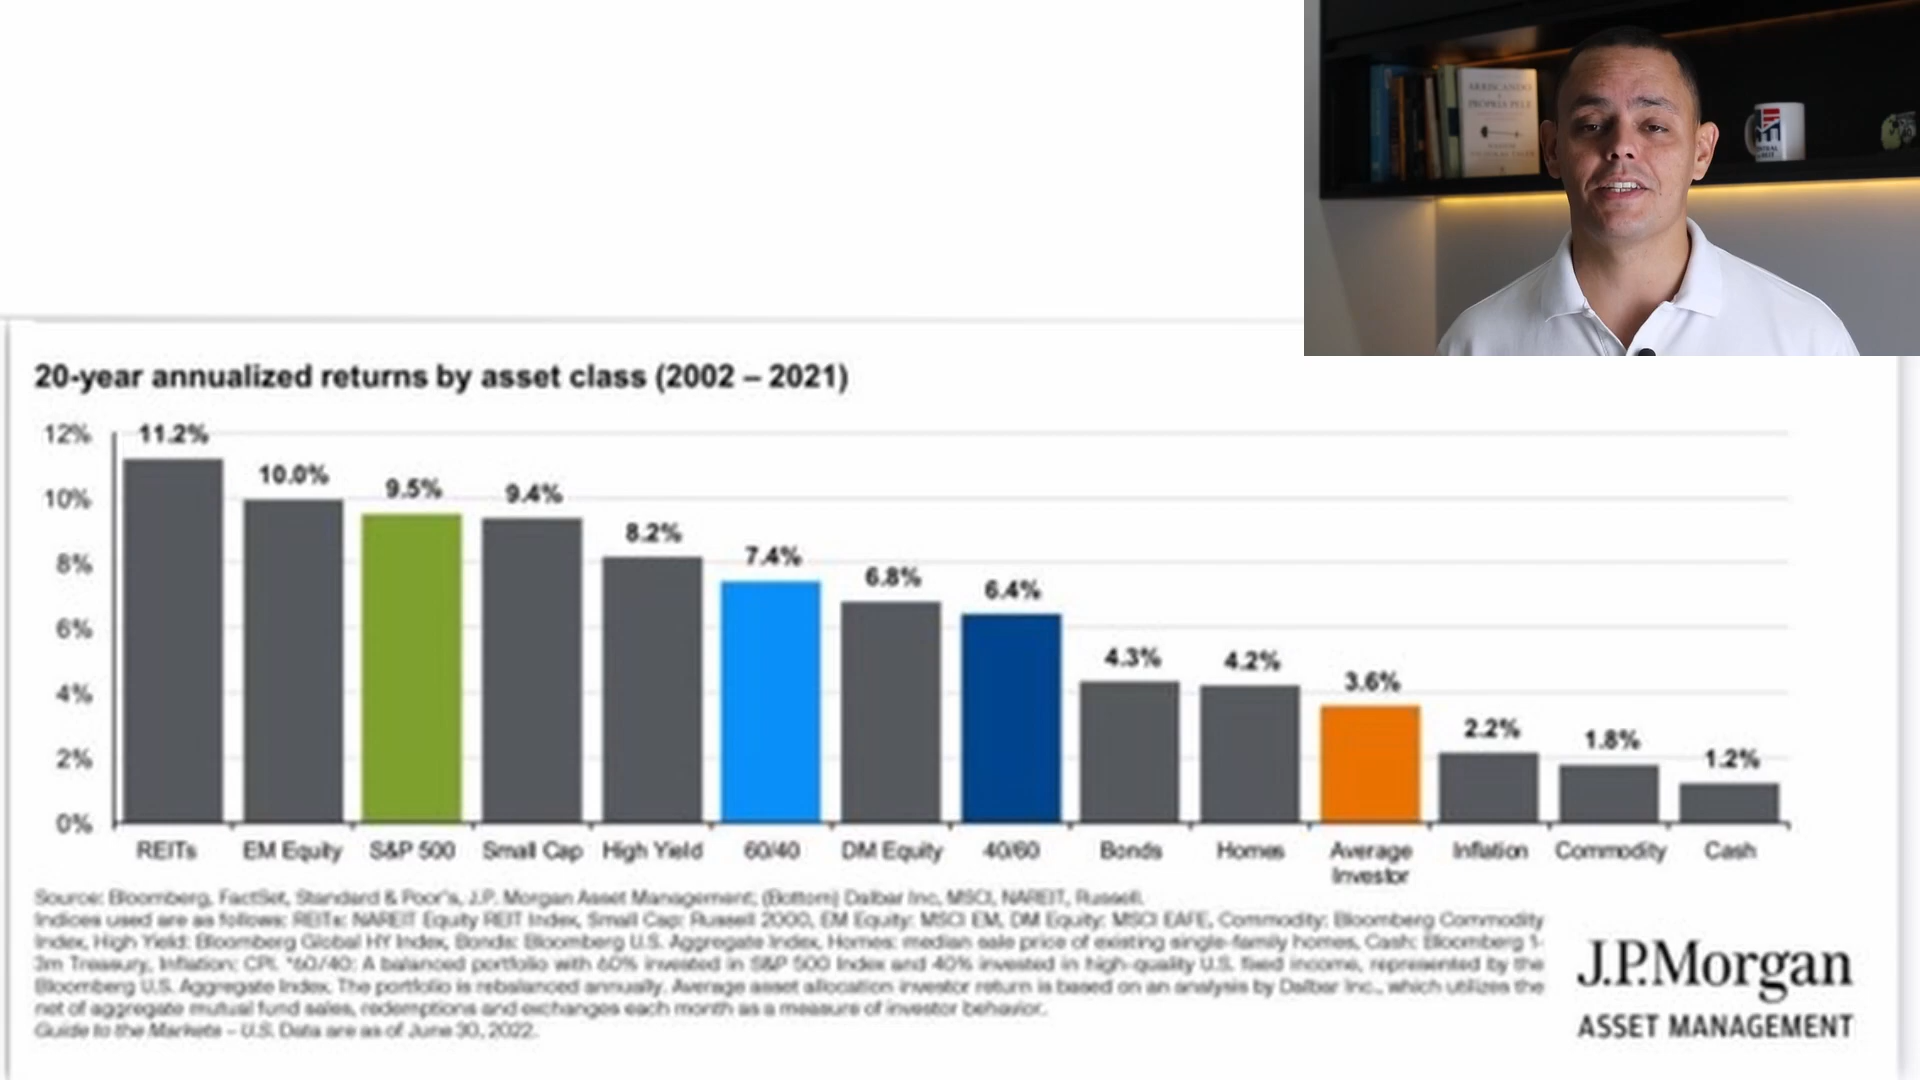 ARRISCANDO
A
PRÓPRIA PELE
NASSIM
NICHOLAS TALEB
20-year annualized returns by asset class (2002 – 2021)
12%
10%
8%
6%
4%
2%
0%
11.2%
10.0%
9.5%
9.4%
8.2%
7.4%
6.8%
6.4%
4.3%
4.2%
3.6%
2.2%
1.8%
1.2%
REITs
EM Equity
S&P 500
Small Cap
High Yield
60/40
DM Equity
40/60
Bonds
Homes
Average
Investor
Inflation
Commodity
Cash
Source: Bloomberg, FactSet, Standard & Poor's, J.P. Morgan Asset Management; (Bottom) Dalbar Inc, MSCI, NAREIT, Russell.
Indices used are as follows: REITs: NAREIT Equity REIT Index, Small Cap: Russell 2000, EM Equity: MSCI EM, DM Equity: MSCI EAFE, Commodity: Bloomberg Commodity
Index, High Yield: Bloomberg Global HY Index, Bonds: Bloomberg U.S. Aggregate Index, Homes: median sale price of existing single-family homes, Cash: Bloomberg 1-
3m Treasury, Inflation: CPI. *60/40: A balanced portfolio with 60% invested in S&P 500 Index and 40% invested in high-quality U.S. fixed income, represented by the
Bloomberg U.S. Aggregate Index. The portfolio is rebalanced annually. Average asset allocation investor return is based on an analysis by Dalbar Inc., which utilizes the
net of aggregate mutual fund sales, redemptions and exchanges each month as a measure of investor behavior.
Guide to the Markets – U.S. Data are as of June 30, 2022.
J.P.Morgan
ASSET MANAGEMENT